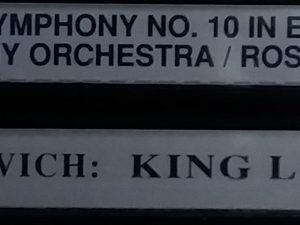 YMPHONY NO. 10 IN E
Y ORCHESTRA / ROS
VICH: KING L